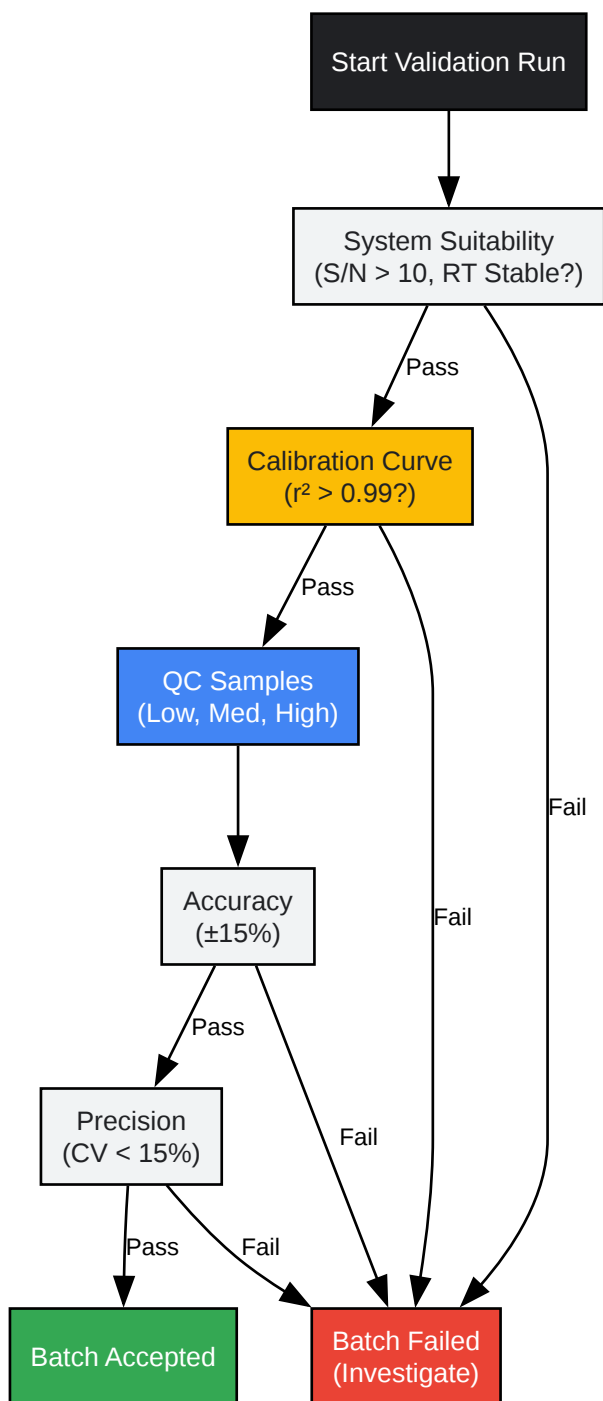 Start Validation Run
System Suitability
(S/N > 10, RT Stable?)
Pass
Calibration Curve
(r² > 0.99?)
Pass
QC Samples
(Low, Med, High)
Fail
Accuracy
(±15%)
Fail
Pass
Precision
(CV < 15%)
Fail
Pass
Fail
Batch Accepted
Batch Failed
(Investigate)